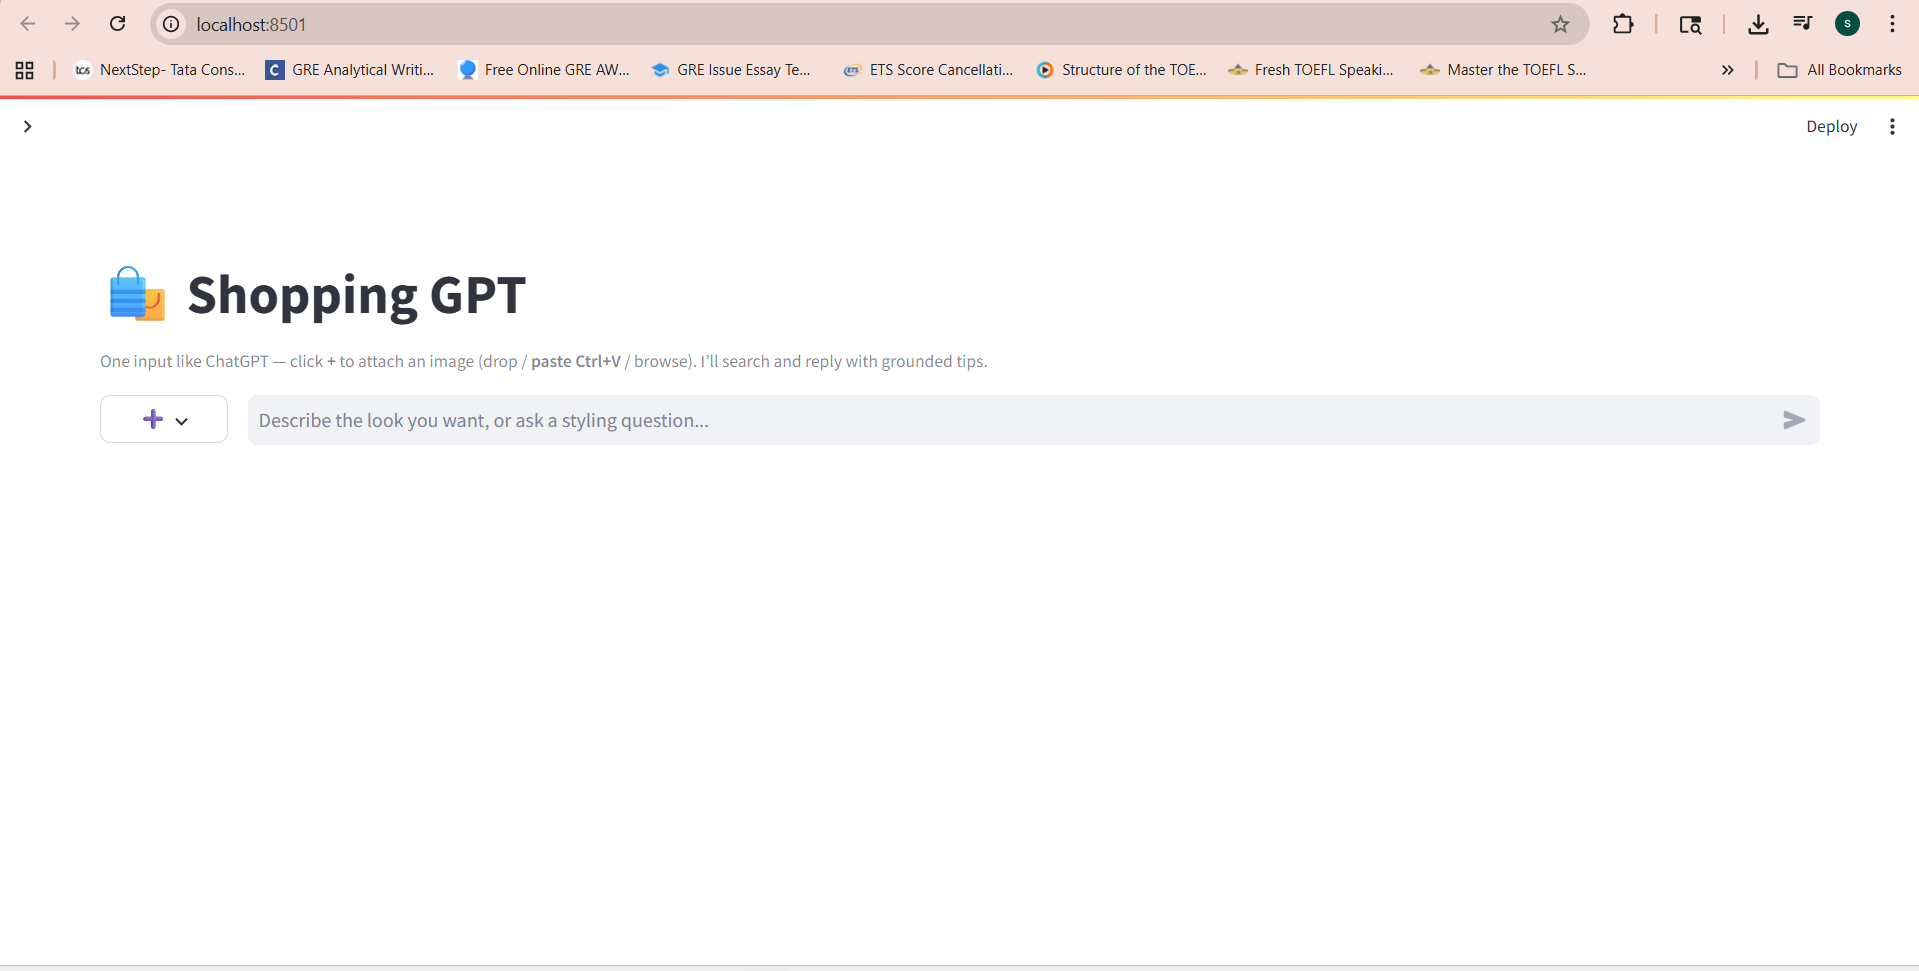 localhost:8501
S
tcs NextStep- Tata Cons... C GRE Analytical Writi... Free Online GRE AW... GRE Issue Essay Te... ETS Score Cancellati... Structure of the TOE... Fresh TOEFL Speaki... Master the TOEFL S... All Bookmarks
Deploy
Shopping GPT
One input like ChatGPT — click + to attach an image (drop / paste Ctrl+V / browse). I’ll search and reply with grounded tips.
Describe the look you want, or ask a styling question...